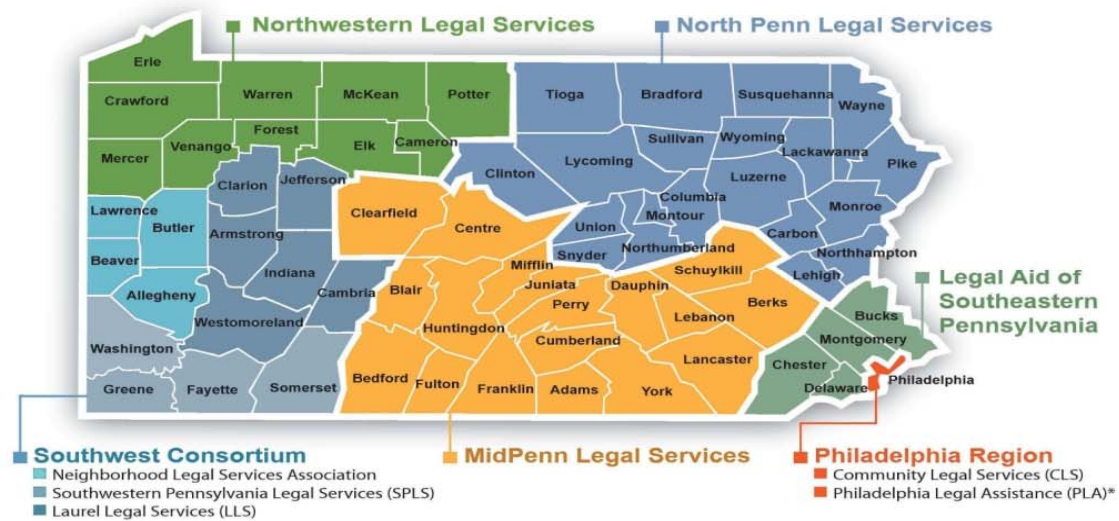 Northwestern Legal Services
North Penn Legal Services
Erie
Crawford
Warren
McKean
Potter
Mercer
Venango
Forest
Elk
Cameron
Tioga
Bradford
Susquehanna
Wayne
Sullivan
Wyoming
Lackawanna
Pike
Lycoming
Clinton
Luzerne
Columbia
Montour
Monroe
Union
Snyder
Northumberland
Carbon
Northhampton
Lehigh
Clarion
Jefferson
Lawrence
Butler
Armstrong
Beaver
Indiana
Allegheny
Cambria
Westomoreland
Washington
Greene
Fayette
Somerset
Clearfield
Centre
Mifflin
Juniata
Blair
Perry
Dauphin
Schuylkill
Huntingdon
Lebanon
Berks
Cumberland
Bedford
Fulton
Franklin
Adams
York
Lancaster
Legal Aid of
Southeastern
Pennsylvania
Bucks
Montgomery
Chester
Delaware
Philadelphia
Southwest Consortium
Neighborhood Legal Services Association
Southwestern Pennsylvania Legal Services (SPLS)
Laurel Legal Services (LLS)
MidPenn Legal Services
Philadelphia Region
Community Legal Services (CLS)
Philadelphia Legal Assistance (PLA)*